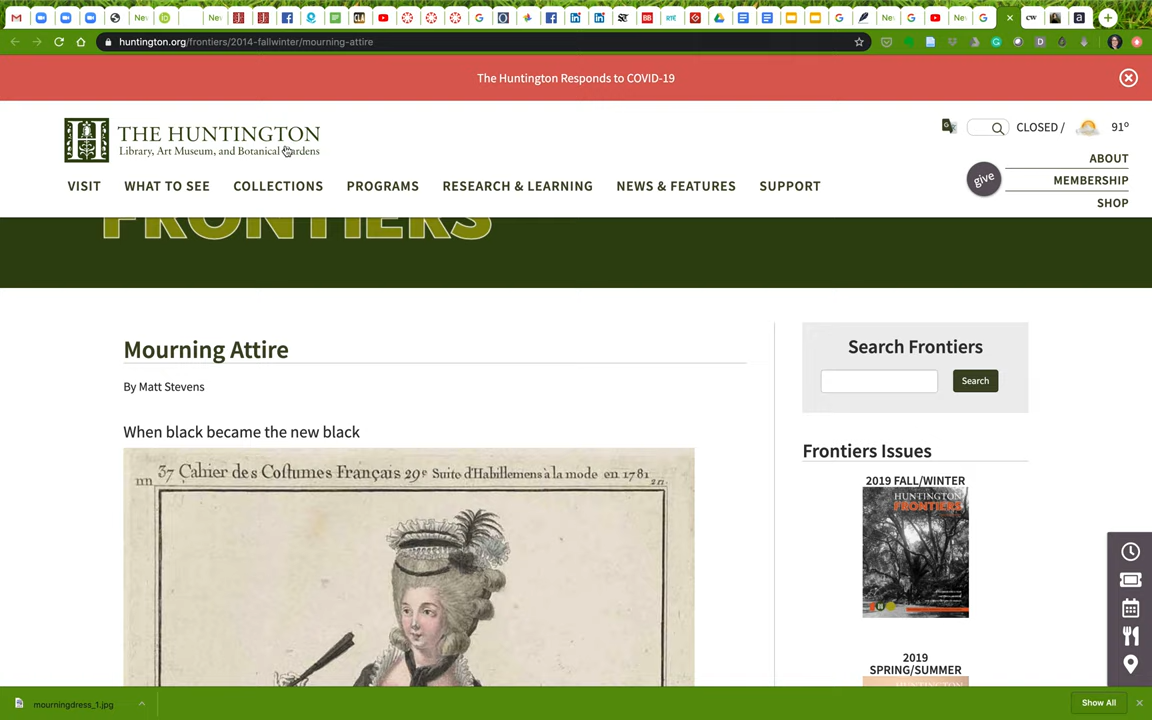 huntington.org/frontiers/2014-fallwinter/mourning-attire
The Huntington Responds to COVID-19
THE HUNTINGTON
Library, Art Museum, and Botanical Gardens
CLOSED / 91°
VISIT WHAT TO SEE COLLECTIONS PROGRAMS RESEARCH & LEARNING NEWS & FEATURES SUPPORT
give
ABOUT
MEMBERSHIP
SHOP
FRONTIERS
Mourning Attire
By Matt Stevens
When black became the new black
37 Cahier des Costumes Français 29e Suite d'Habillemens à la mode en 1781
Search Frontiers
Search
Frontiers Issues
2019 FALL/WINTER
HUNTINGTON
FRONTIERS
2019
SPRING/SUMMER
mourningdress_1.jpg
Show All